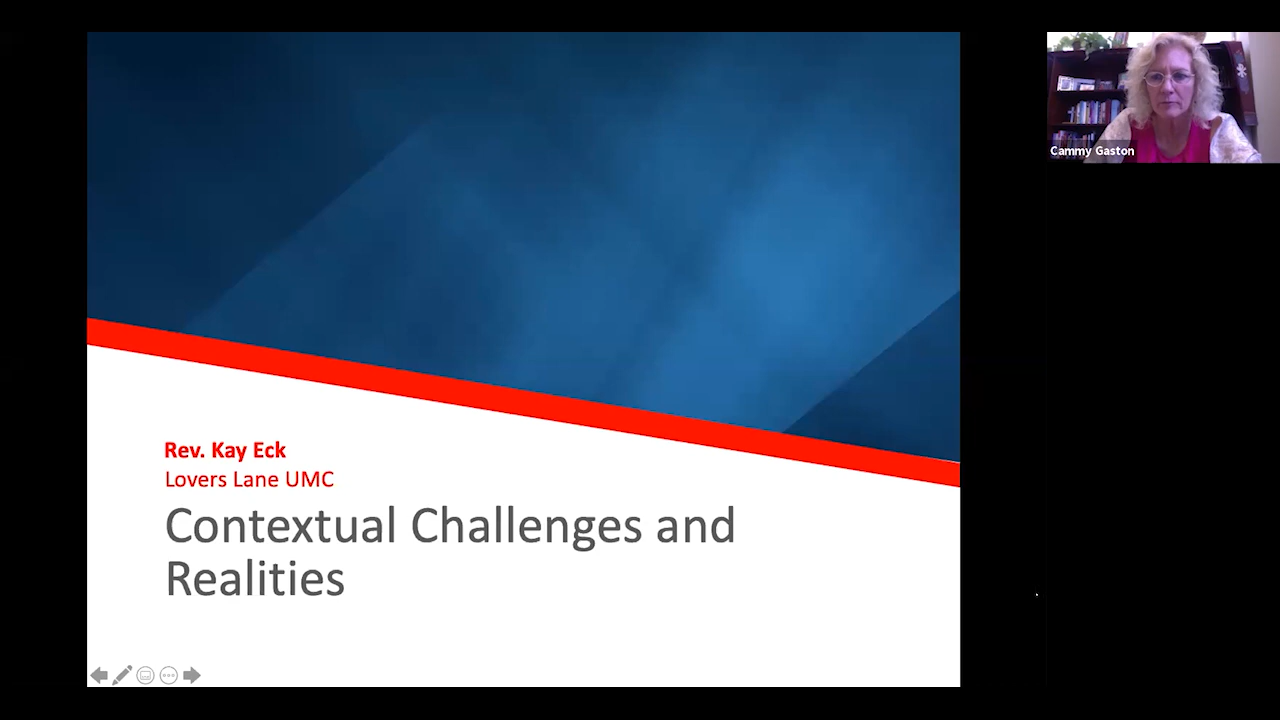 Cammy Gaston
Rev. Kay Eck
Lovers Lane UMC
Contextual Challenges and
Realities